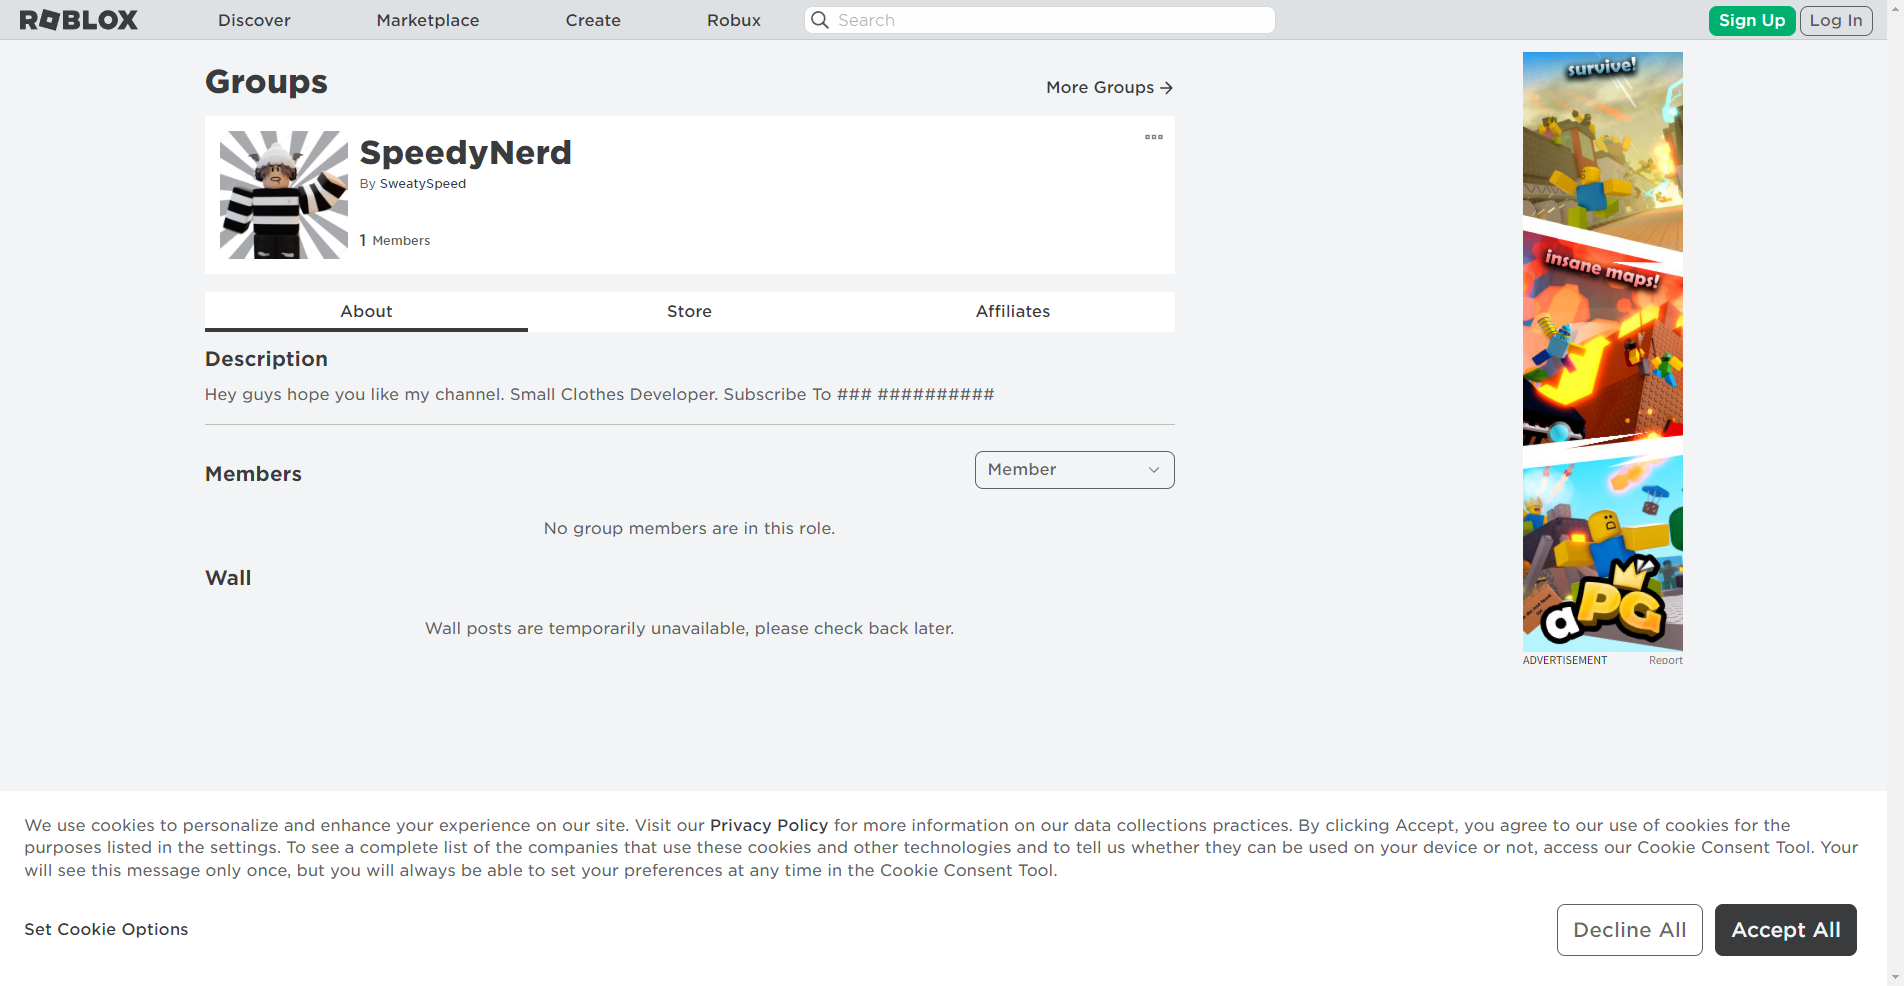 ROBLOX
Discover
Marketplace
Create
Robux
Search
Sign Up
Log In
Groups
More Groups
SpeedyNerd
By SweatySpeed
1 Members
About
Store
Affiliates
Description
Hey guys hope you like my channel. Small Clothes Developer. Subscribe To ### ##########
Members
Member
No group members are in this role.
Wall
Wall posts are temporarily unavailable, please check back later.
survive!
insane maps!
aPG
ADVERTISEMENT
Report
We use cookies to personalize and enhance your experience on our site. Visit our Privacy Policy for more information on our data collections practices. By clicking Accept, you agree to our use of cookies for the
purposes listed in the settings. To see a complete list of the companies that use these cookies and other technologies and to tell us whether they can be used on your device or not, access our Cookie Consent Tool. Your
will see this message only once, but you will always be able to set your preferences at any time in the Cookie Consent Tool.
Set Cookie Options
Decline All
Accept All